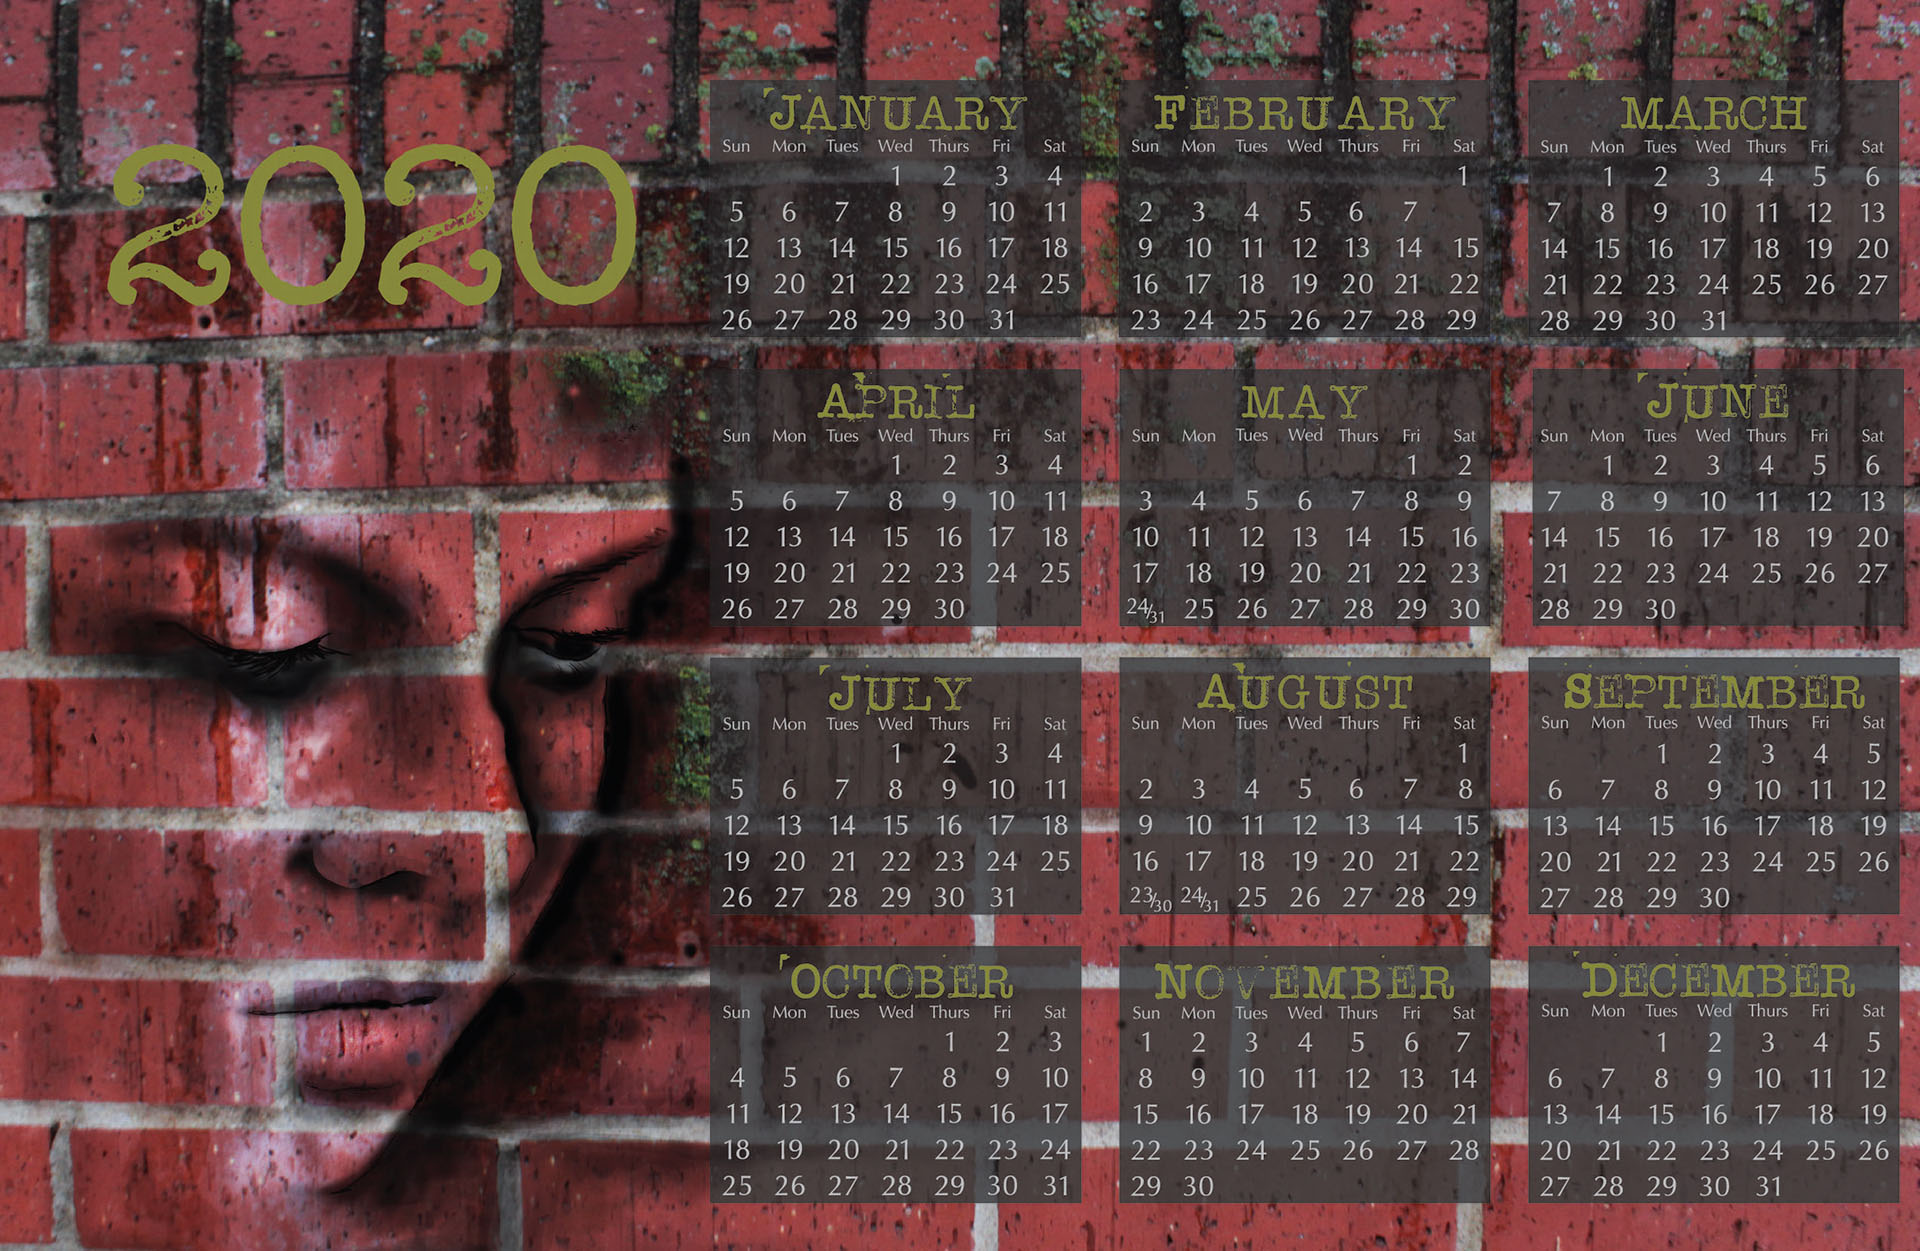 2020
JANUARY
Sun Mon Tues Wed Thurs Fri Sat
1 2 3 4
5 6 7 8 9 10 11
12 13 14 15 16 17 18
19 20 21 22 23 24 25
26 27 28 29 30 31
FEBRUARY
Sun Mon Tues Wed Thurs Fri Sat
1
2 3 4 5 6 7
9 10 11 12 13 14 15
16 17 18 19 20 21 22
23 24 25 26 27 28 29
MARCH
Sun Mon Tues Wed Thurs Fri Sat
1 2 3 4 5 6
7 8 9 10 11 12 13
14 15 16 17 18 19 20
21 22 23 24 25 26 27
28 29 30 31
APRIL
Sun Mon Tues Wed Thurs Fri Sat
1 2 3 4
5 6 7 8 9 10 11
12 13 14 15 16 17 18
19 20 21 22 23 24 25
26 27 28 29 30
MAY
Sun Mon Tues Wed Thurs Fri Sat
1 2
3 4 5 6 7 8 9
10 11 12 13 14 15 16
17 18 19 20 21 22 23
24/31 25 26 27 28 29 30
JUNE
Sun Mon Tues Wed Thurs Fri Sat
1 2 3 4 5 6
7 8 9 10 11 12 13
14 15 16 17 18 19 20
21 22 23 24 25 26 27
28 29 30
JULY
Sun Mon Tues Wed Thurs Fri Sat
1 2 3 4
5 6 7 8 9 10 11
12 13 14 15 16 17 18
19 20 21 22 23 24 25
26 27 28 29 30 31
AUGUST
Sun Mon Tues Wed Thurs Fri Sat
1
2 3 4 5 6 7 8
9 10 11 12 13 14 15
16 17 18 19 20 21 22
23/30 24/31 25 26 27 28 29
SEPTEMBER
Sun Mon Tues Wed Thurs Fri Sat
1 2 3 4 5
6 7 8 9 10 11 12
13 14 15 16 17 18 19
20 21 22 23 24 25 26
27 28 29 30
OCTOBER
Sun Mon Tues Wed Thurs Fri Sat
1 2 3
4 5 6 7 8 9 10
11 12 13 14 15 16 17
18 19 20 21 22 23 24
25 26 27 28 29 30 31
NOVEMBER
Sun Mon Tues Wed Thurs Fri Sat
1 2 3 4 5 6 7
8 9 10 11 12 13 14
15 16 17 18 19 20 21
22 23 24 25 26 27 28
29 30
DECEMBER
Sun Mon Tues Wed Thurs Fri Sat
1 2 3 4 5
6 7 8 9 10 11 12
13 14 15 16 17 18 19
20 21 22 23 24 25 26
27 28 29 30 31